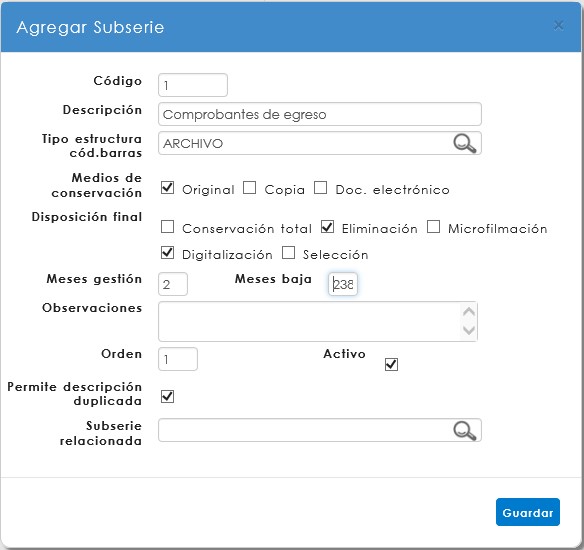 Agregar Subserie ×
Código 1
Descripción Comprobantes de egreso
Tipo estructura cód.barras ARCHIVO
Medios de conservación Original Copia Doc. electrónico
Disposición final Conservación total Eliminación Microfilmación
Digitalización Selección
Meses gestión 2 Meses baja 238
Observaciones
Orden 1 Activo
Permite descripción duplicada
Subserie relacionada
Guardar